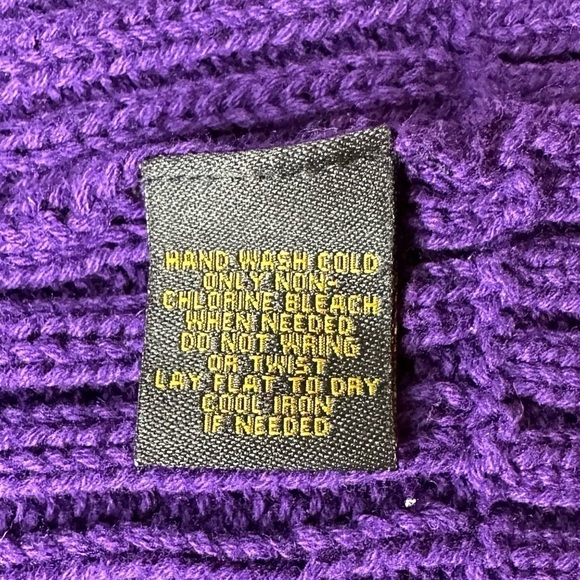 HAND WASH COLD
ONLY NON-
CHLORINE BLEACH
WHEN NEEDED
DO NOT WRING
OR TWIST
LAY FLAT TO DRY
COOL IRON
IF NEEDED